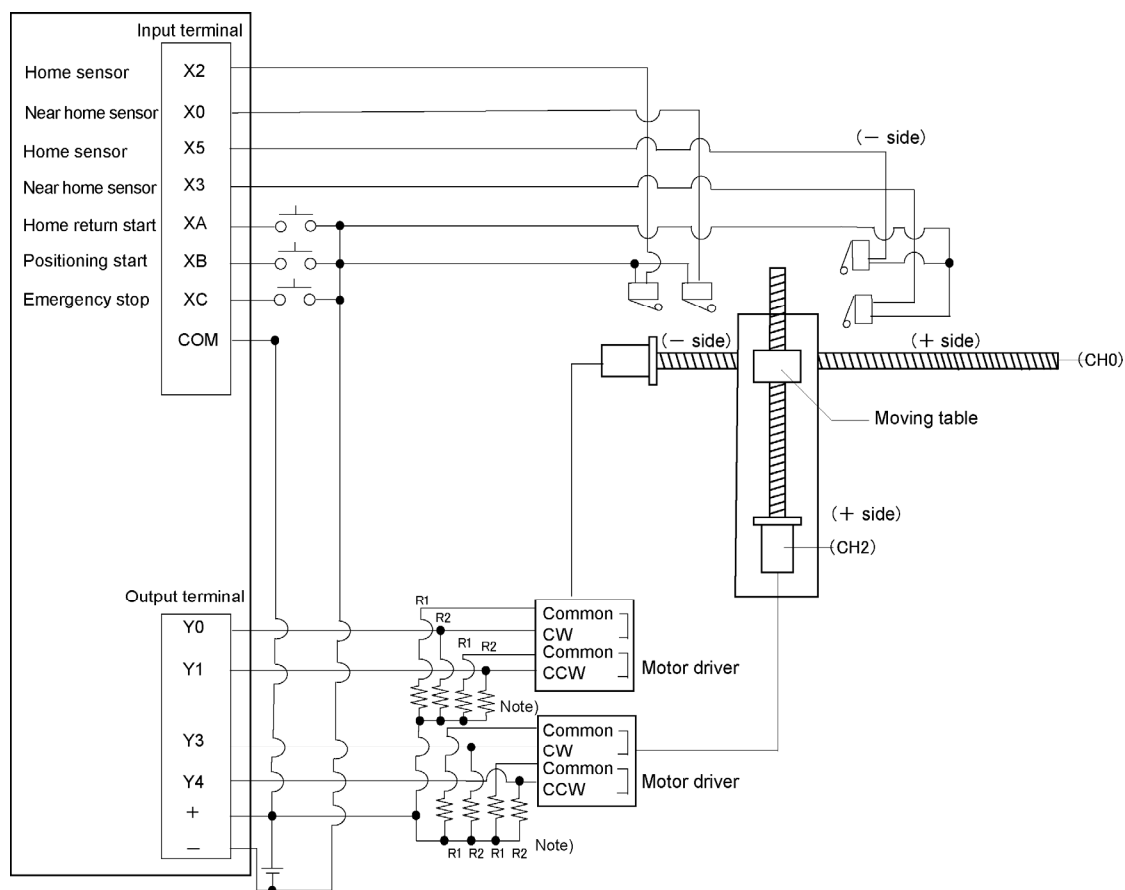 Input terminal
Home sensor X2
Near home sensor X0
Home sensor X5
Near home sensor X3
Home return start XA
Positioning start XB
Emergency stop XC
COM
(− side)
(− side)
(+ side)
(CH0)
Moving table
(+ side)
(CH2)
Output terminal
Y0
Y1
Y3
Y4
+
−
R1
R2
R1
R2
Common
CW
Common
CCW
Motor driver
Note)
Common
CW
Common
CCW
Motor driver
R1 R2 R1 R2 Note)